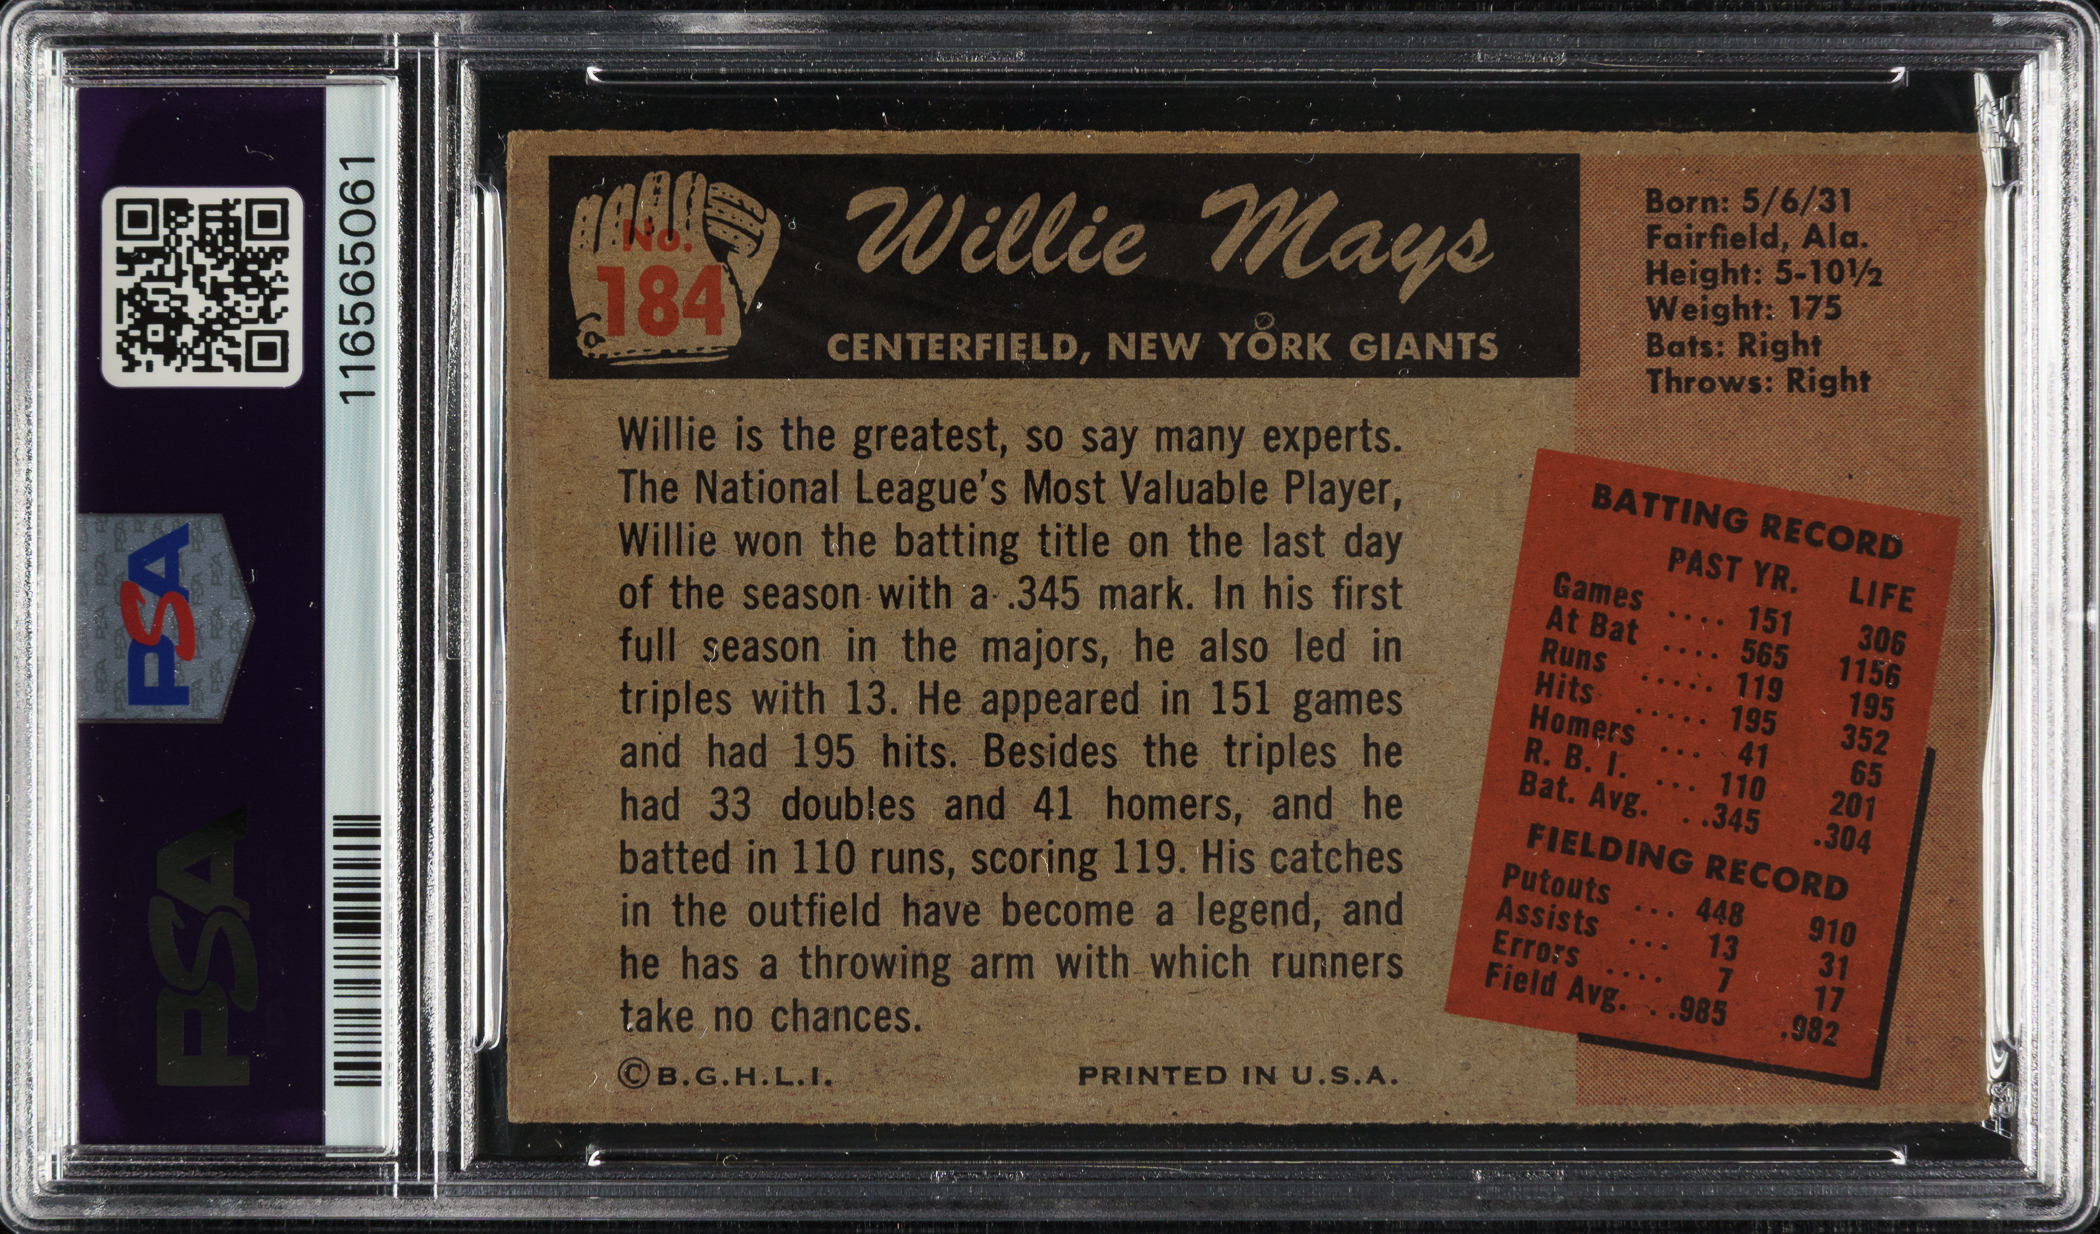 116565061
PSA
PSA
No.
184
Willie Mays
CENTERFIELD, NEW YORK GIANTS
Born: 5/6/31
Fairfield, Ala.
Height: 5-10½
Weight: 175
Bats: Right
Throws: Right
Willie is the greatest, so say many experts.
The National League's Most Valuable Player,
Willie won the batting title on the last day
of the season with a .345 mark. In his first
full season in the majors, he also led in
triples with 13. He appeared in 151 games
and had 195 hits. Besides the triples he
had 33 doubles and 41 homers, and he
batted in 110 runs, scoring 119. His catches
in the outfield have become a legend, and
he has a throwing arm with which runners
take no chances.
©B.G.H.L.I. PRINTED IN U.S.A.
BATTING RECORD
PAST YR. LIFE
Games .... 151 306
At Bat .... 565 1156
Runs ..... 119 195
Hits ..... 195 352
Homers ... 41 65
R. B. I. ... 110 201
Bat. Avg. ..345 .304
FIELDING RECORD
Putouts ... 448 910
Assists ... 13 31
Errors .... 7 17
Field Avg. ..985 .982